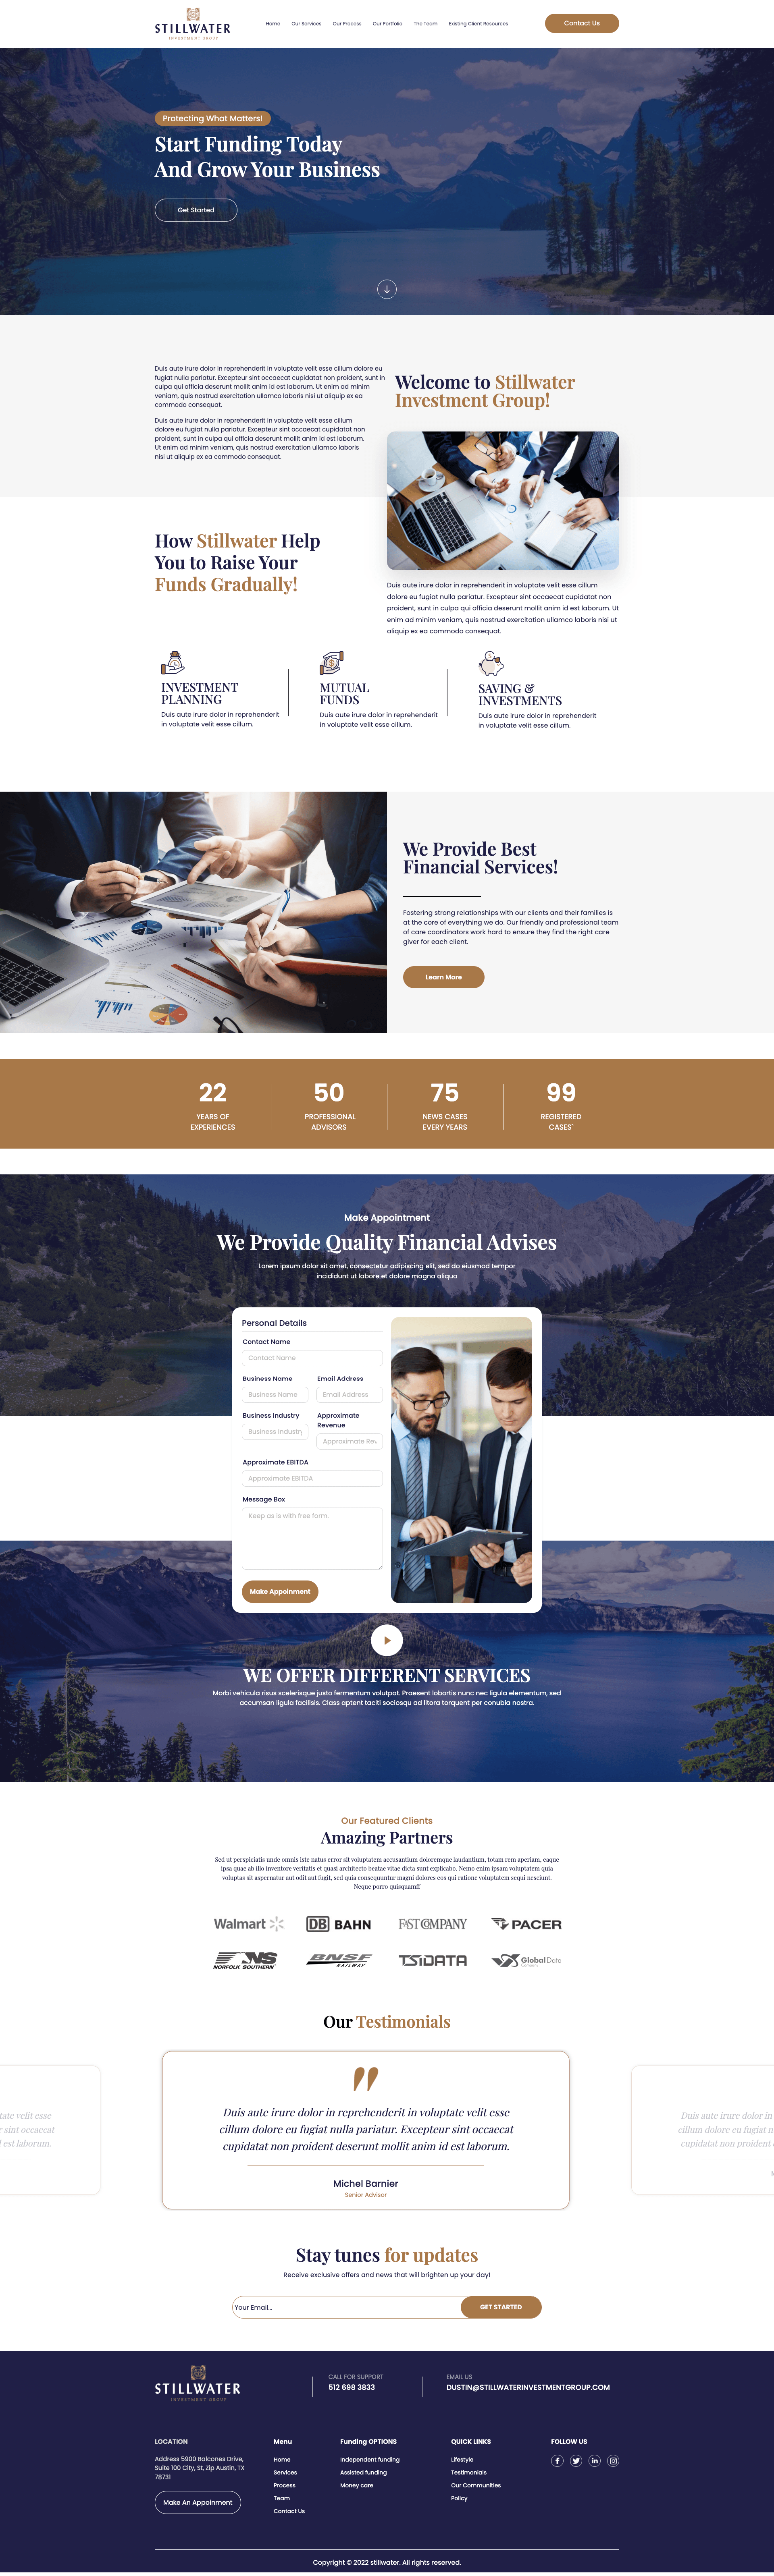 STILLWATER
INVESTMENT GROUP
Home Our Services Our Process Our Portfolio The Team Existing Client Resources
Contact Us
Protecting What Matters!
Start Funding Today
And Grow Your Business
Get Started
Duis aute irure dolor in reprehenderit in voluptate velit esse cillum dolore eu
fugiat nulla pariatur. Excepteur sint occaecat cupidatat non proident, sunt in
culpa qui officia deserunt mollit anim id est laborum. Ut enim ad minim
veniam, quis nostrud exercitation ullamco laboris nisi ut aliquip ex ea
commodo consequat.
Duis aute irure dolor in reprehenderit in voluptate velit esse cillum
dolore eu fugiat nulla pariatur. Excepteur sint occaecat cupidatat non
proident, sunt in culpa qui officia deserunt mollit anim id est laborum.
Ut enim ad minim veniam, quis nostrud exercitation ullamco laboris
nisi ut aliquip ex ea commodo consequat.
Welcome to Stillwater
Investment Group!
How Stillwater Help
You to Raise Your
Funds Gradually!
Duis aute irure dolor in reprehenderit in voluptate velit esse cillum
dolore eu fugiat nulla pariatur. Excepteur sint occaecat cupidatat non
proident, sunt in culpa qui officia deserunt mollit anim id est laborum. Ut
enim ad minim veniam, quis nostrud exercitation ullamco laboris nisi ut
aliquip ex ea commodo consequat.
INVESTMENT
PLANNING
Duis aute irure dolor in reprehenderit
in voluptate velit esse cillum.
MUTUAL
FUNDS
Duis aute irure dolor in reprehenderit
in voluptate velit esse cillum.
SAVING &
INVESTMENTS
Duis aute irure dolor in reprehenderit
in voluptate velit esse cillum.
We Provide Best
Financial Services!
Fostering strong relationships with our clients and their families is
at the core of everything we do. Our friendly and professional team
of care coordinators work hard to ensure they find the right care
giver for each client.
Learn More
22
YEARS OF
EXPERIENCES
50
PROFESSIONAL
ADVISORS
75
NEWS CASES
EVERY YEARS
99
REGISTERED
CASES'
Make Appointment
We Provide Quality Financial Advises
Lorem ipsum dolor sit amet, consectetur adipiscing elit, sed do eiusmod tempor
incididunt ut labore et dolore magna aliqua
Personal Details
Contact Name
Contact Name
Business Name Email Address
Business Name Email Address
Business Industry Approximate
Revenue
Business Industry Approximate Rev
Approximate EBITDA
Approximate EBITDA
Message Box
Keep as is with free form.
Make Appoinment
WE OFFER DIFFERENT SERVICES
Morbi vehicula risus scelerisque justo fermentum volutpat. Praesent lobortis nunc nec ligula elementum, sed
accumsan ligula facilisis. Class aptent taciti sociosqu ad litora torquent per conubia nostra.
Our Featured Clients
Amazing Partners
Sed ut perspiciatis unde omnis iste natus error sit voluptatem accusantium doloremque laudantium, totam rem aperiam, eaque
ipsa quae ab illo inventore veritatis et quasi architecto beatae vitae dicta sunt explicabo. Nemo enim ipsam voluptatem quia
voluptas sit aspernatur aut odit aut fugit, sed quia consequuntur magni dolores eos qui ratione voluptatem sequi nesciunt.
Neque porro quisquamff
Walmart DB BAHN FAST COMPANY PACER
NS NORFOLK SOUTHERN BNSF RAILWAY TSIDATA GlobalData
Our Testimonials
tate velit esse
r sint occaecat
l est laborum.
Duis aute irure dolor in reprehenderit in voluptate velit esse
cillum dolore eu fugiat nulla pariatur. Excepteur sint occaecat
cupidatat non proident deserunt mollit anim id est laborum.
Michel Barnier
Senior Advisor
Duis aute irure dolor in
cillum dolore eu fugiat n
cupidatat non proident
Stay tunes for updates
Receive exclusive offers and news that will brighten up your day!
Your Email... GET STARTED
STILLWATER
INVESTMENT GROUP
CALL FOR SUPPORT
512 698 3833
EMAIL US
DUSTIN@STILLWATERINVESTMENTGROUP.COM
LOCATION
Address 5900 Balcones Drive,
Suite 100 City, St, Zip Austin, TX
78731
Make An Appoinment
Menu
Home
Services
Process
Team
Contact Us
Funding OPTIONS
Independent funding
Assisted funding
Money care
QUICK LINKS
Lifestyle
Testimonials
Our Communities
Policy
FOLLOW US
Copyright © 2022 stillwater. All rights reserved.